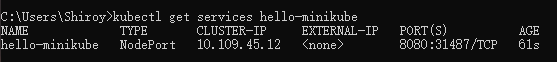 C:\Users\Shiroy>kubectl get services hello-minikube
NAME TYPE CLUSTER-IP EXTERNAL-IP PORT(S) AGE
hello-minikube NodePort 10.109.45.12 <none> 8080:31487/TCP 61s